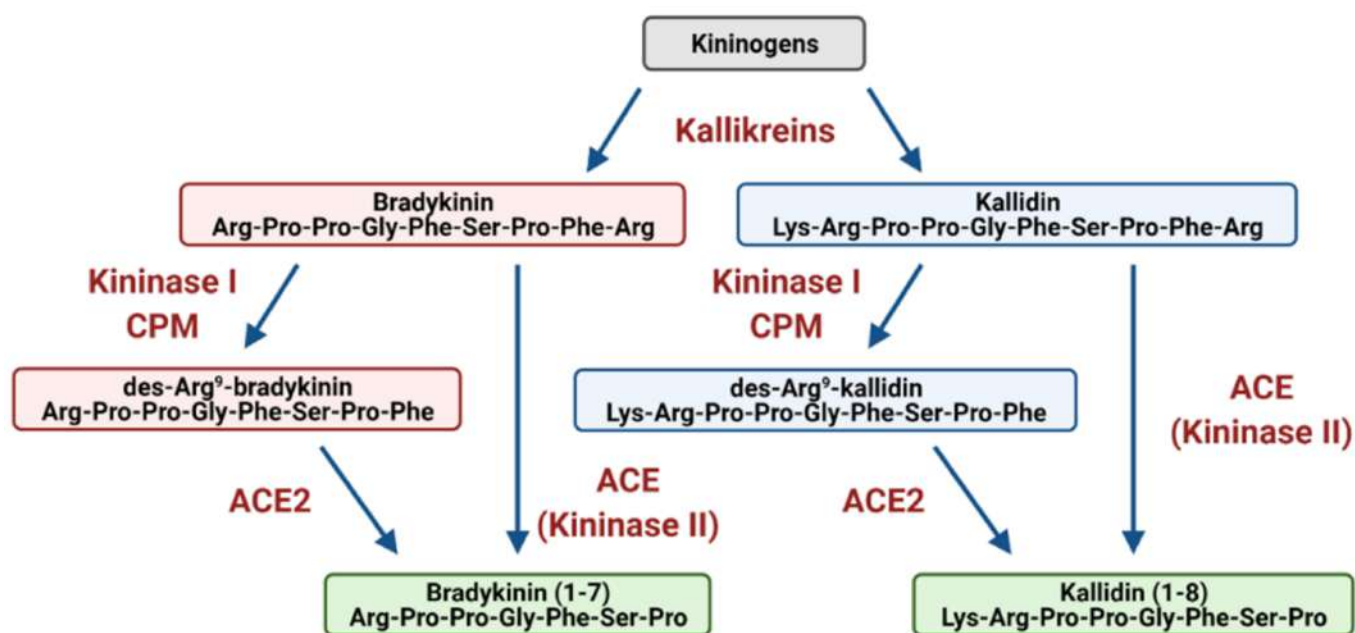 Kininogens
Kallikreins
Bradykinin
Arg-Pro-Pro-Gly-Phe-Ser-Pro-Phe-Arg
Kallidin
Lys-Arg-Pro-Pro-Gly-Phe-Ser-Pro-Phe-Arg
Kininase I
CPM
Kininase I
CPM
des-Arg⁹-bradykinin
Arg-Pro-Pro-Gly-Phe-Ser-Pro-Phe
des-Arg⁹-kallidin
Lys-Arg-Pro-Pro-Gly-Phe-Ser-Pro-Phe
ACE
(Kininase II)
ACE2
ACE
(Kininase II)
ACE2
Bradykinin (1-7)
Arg-Pro-Pro-Gly-Phe-Ser-Pro
Kallidin (1-8)
Lys-Arg-Pro-Pro-Gly-Phe-Ser-Pro